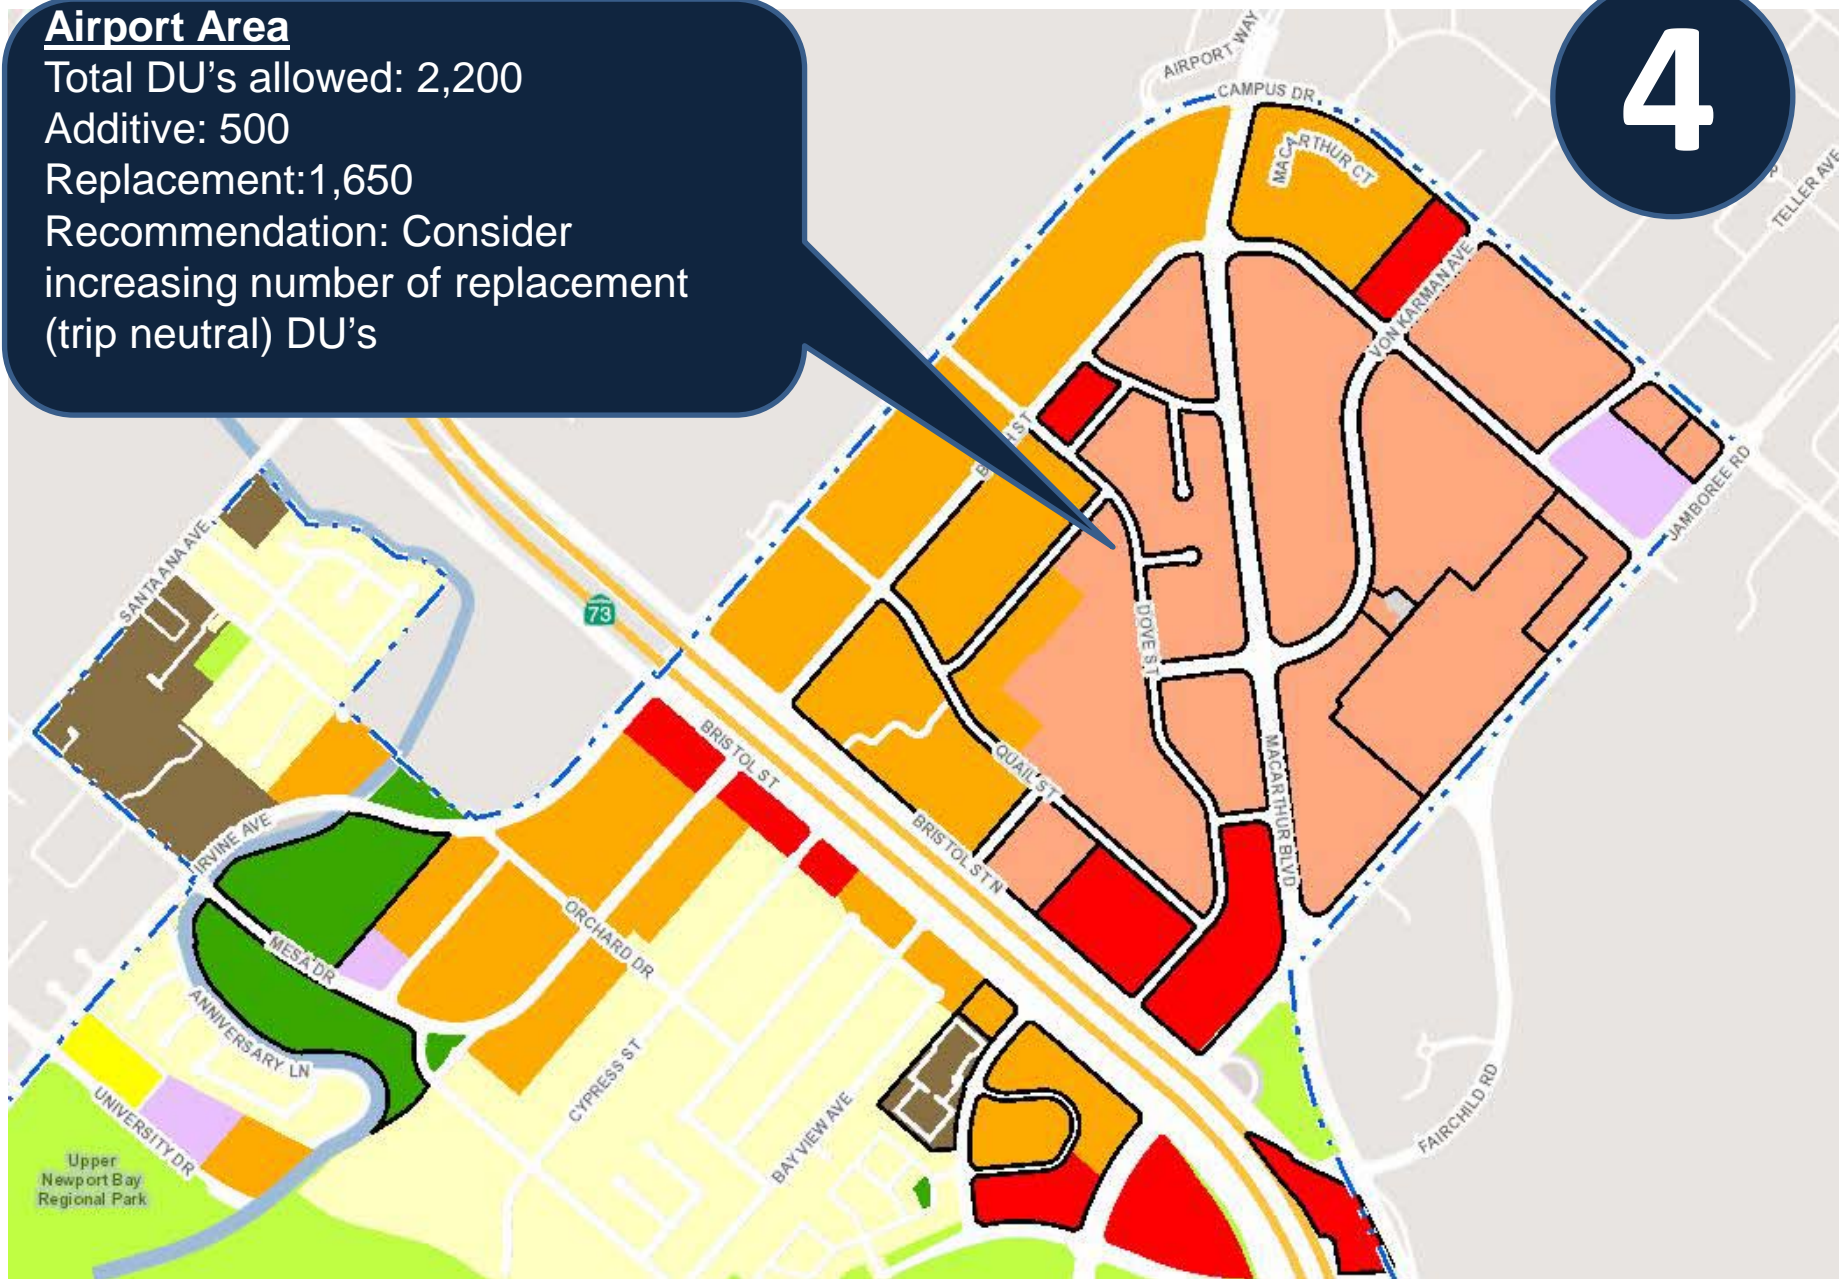 Airport Area
Total DU’s allowed: 2,200
Additive: 500
Replacement:1,650
Recommendation: Consider
increasing number of replacement
(trip neutral) DU’s
4
AIRPORT WAY
CAMPUS DR
MACARTHUR CT
TELLER AVE
VON KARMAN AVE
JAMBOREE RD
SANTA ANA AVE
73
DOVE ST
BRISTOL ST
QUAIL ST
MACARTHUR BLVD
IRVINE AVE
BRISTOL ST N
ORCHARD DR
MESA DR
ANNIVERSARY LN
CYPRESS ST
BAYVIEW AVE
UNIVERSITY DR
FAIRCHILD RD
Upper
Newport Bay
Regional Park